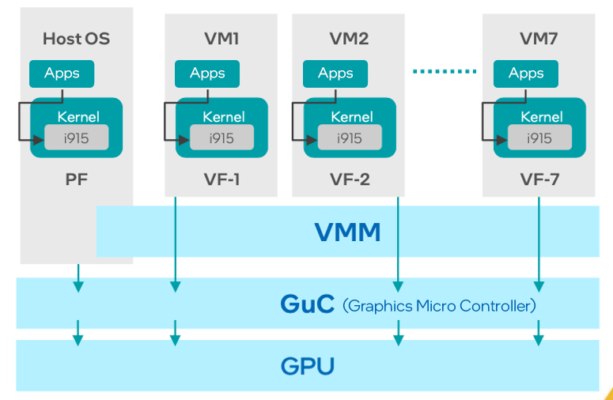 Host OS
Apps
Kernel
i915
PF
VM1
Apps
Kernel
i915
VF-1
VM2
Apps
Kernel
i915
VF-2
VM7
Apps
Kernel
i915
VF-7
VMM
GuC (Graphics Micro Controller)
GPU